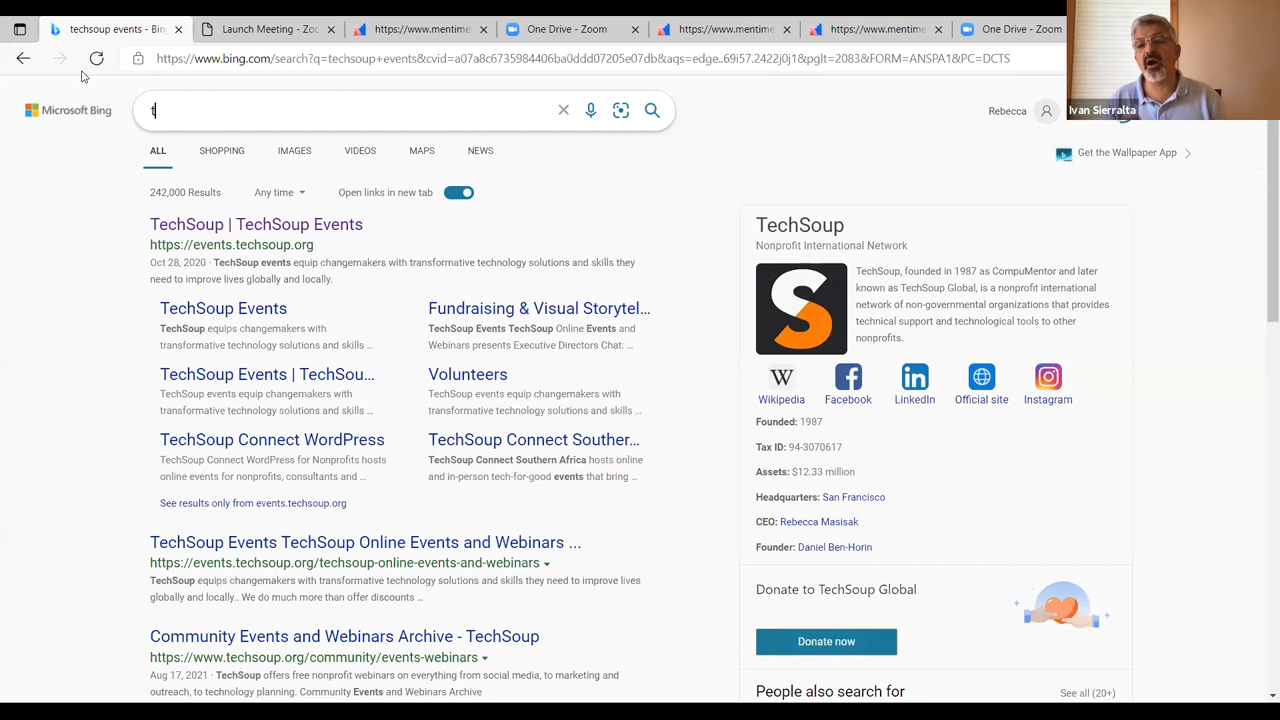 techsoup events - Bin
Launch Meeting - Zoo
https://www.mentime
One Drive - Zoom
https://www.mentime
https://www.mentime
One Drive - Zoom
https://www.bing.com/search?q=techsoup+events&cvid=a07a8c6735984406ba0ddd07205e07db&aqs=edge..69i57.2422j0j1&pglt=2083&FORM=ANSPA1&PC=DCTS
Ivan Sierralta
Microsoft Bing
t
Rebecca
ALL
SHOPPING
IMAGES
VIDEOS
MAPS
NEWS
Get the Wallpaper App
242,000 Results
Any time
Open links in new tab
TechSoup | TechSoup Events
https://events.techsoup.org
Oct 28, 2020 · TechSoup events equip changemakers with transformative technology solutions and skills they
need to improve lives globally and locally.
TechSoup Events
TechSoup equips changemakers with
transformative technology solutions and skills ...
Fundraising & Visual Storytel...
TechSoup Events TechSoup Online Events and
Webinars presents Executive Directors Chat: ...
TechSoup Events | TechSou...
TechSoup events equip changemakers with
transformative technology solutions and skills ...
Volunteers
TechSoup events equip changemakers with
transformative technology solutions and skills ...
TechSoup Connect WordPress
TechSoup Connect WordPress for Nonprofits hosts
online events for nonprofits, consultants and ...
TechSoup Connect Souther...
TechSoup Connect Southern Africa hosts online
and in-person tech-for-good events that bring ...
See results only from events.techsoup.org
TechSoup Events TechSoup Online Events and Webinars ...
https://events.techsoup.org/techsoup-online-events-and-webinars
TechSoup equips changemakers with transformative technology solutions and skills they need to improve lives
globally and locally.. We do much more than offer discounts ...
Community Events and Webinars Archive - TechSoup
https://www.techsoup.org/community/events-webinars
Aug 17, 2021 · TechSoup offers free nonprofit webinars on everything from social media, to marketing and
outreach, to technology planning. Community Events and Webinars Archive
TechSoup
Nonprofit International Network
TechSoup, founded in 1987 as CompuMentor and later
known as TechSoup Global, is a nonprofit international
network of non-governmental organizations that provides
technical support and technological tools to other
nonprofits.
W
Wikipedia
Facebook
in
LinkedIn
Official site
Instagram
Founded: 1987
Tax ID: 94-3070617
Assets: $12.33 million
Headquarters: San Francisco
CEO: Rebecca Masisak
Founder: Daniel Ben-Horin
Donate to TechSoup Global
Donate now
People also search for
See all (20+)